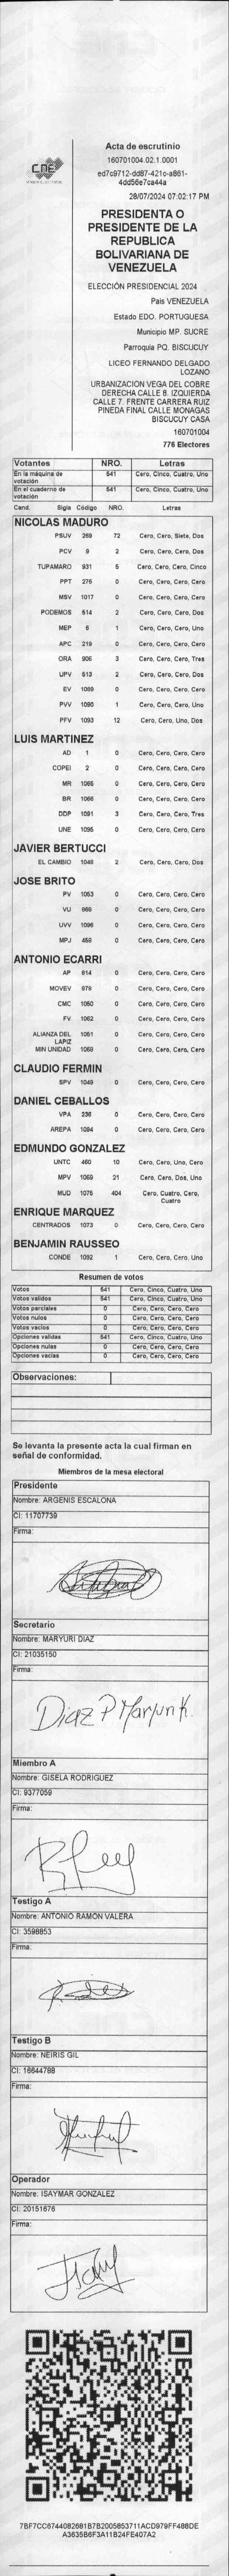 CNE
Acta de escrutinio
160701004.02.1.0001
ed7c9712-dd87-421c-a861-
4dd56e7ca44a
28/07/2024 07:02:17 PM
PRESIDENTA O
PRESIDENTE DE LA
REPUBLICA
BOLIVARIANA DE
VENEZUELA
ELECCIÓN PRESIDENCIAL 2024
Pais VENEZUELA
Estado EDO. PORTUGUESA
Municipio MP. SUCRE
Parroquia PQ. BISCUCUY
LICEO FERNANDO DELGADO
LOZANO
URBANIZACIÓN VEGA DEL COBRE
DERECHA CALLE 8. IZQUIERDA
CALLE 7. FRENTE CARRERA RUIZ
PINEDA FINAL CALLE MONAGAS
BISCUCUY CASA
160701004
776 Electores
Votantes NRO. Letras
En la máquina de votación 541 Cero, Cinco, Cuatro, Uno
En el cuaderno de votación 541 Cero, Cinco, Cuatro, Uno
Cand. Sigla Código NRO. Letras
NICOLAS MADURO
PSUV 269 72 Cero, Cero, Siete, Dos
PCV 9 2 Cero, Cero, Cero, Dos
TUPAMARO 931 5 Cero, Cero, Cero, Cinco
PPT 275 0 Cero, Cero, Cero, Cero
MSV 1017 0 Cero, Cero, Cero, Cero
PODEMOS 514 2 Cero, Cero, Cero, Dos
MEP 6 1 Cero, Cero, Cero, Uno
APC 219 0 Cero, Cero, Cero, Cero
ORA 906 3 Cero, Cero, Cero, Tres
UPV 513 2 Cero, Cero, Cero, Dos
EV 1089 0 Cero, Cero, Cero, Cero
PVV 1090 1 Cero, Cero, Cero, Uno
PFV 1093 12 Cero, Cero, Uno, Dos
LUIS MARTINEZ
AD 1 0 Cero, Cero, Cero, Cero
COPEI 2 0 Cero, Cero, Cero, Cero
MR 1065 0 Cero, Cero, Cero, Cero
BR 1066 0 Cero, Cero, Cero, Cero
DDP 1091 3 Cero, Cero, Cero, Tres
UNE 1095 0 Cero, Cero, Cero, Cero
JAVIER BERTUCCI
EL CAMBIO 1048 2 Cero, Cero, Cero, Dos
JOSE BRITO
PV 1053 0 Cero, Cero, Cero, Cero
VU 969 0 Cero, Cero, Cero, Cero
UVV 1096 0 Cero, Cero, Cero, Cero
MPJ 459 0 Cero, Cero, Cero, Cero
ANTONIO ECARRI
AP 814 0 Cero, Cero, Cero, Cero
MOVEV 979 0 Cero, Cero, Cero, Cero
CMC 1050 0 Cero, Cero, Cero, Cero
FV 1062 0 Cero, Cero, Cero, Cero
ALIANZA DEL LAPIZ 1051 0 Cero, Cero, Cero, Cero
MIN UNIDAD 1069 0 Cero, Cero, Cero, Cero
CLAUDIO FERMIN
SPV 1049 0 Cero, Cero, Cero, Cero
DANIEL CEBALLOS
VPA 236 0 Cero, Cero, Cero, Cero
AREPA 1094 0 Cero, Cero, Cero, Cero
EDMUNDO GONZALEZ
UNTC 460 10 Cero, Cero, Uno, Cero
MPV 1059 21 Cero, Cero, Dos, Uno
MUD 1075 404 Cero, Cuatro, Cero, Cuatro
ENRIQUE MARQUEZ
CENTRADOS 1073 0 Cero, Cero, Cero, Cero
BENJAMIN RAUSSEO
CONDE 1092 1 Cero, Cero, Cero, Uno
Resumen de votos
Votos 541 Cero, Cinco, Cuatro, Uno
Votos validos 541 Cero, Cinco, Cuatro, Uno
Votos parciales 0 Cero, Cero, Cero, Cero
Votos nulos 0 Cero, Cero, Cero, Cero
Votos vacios 0 Cero, Cero, Cero, Cero
Opciones validas 541 Cero, Cinco, Cuatro, Uno
Opciones nulas 0 Cero, Cero, Cero, Cero
Opciones vacias 0 Cero, Cero, Cero, Cero
Observaciones:
Se levanta la presente acta la cual firman en
señal de conformidad.
Miembros de la mesa electoral
Presidente
Nombre: ARGENIS ESCALONA
CI: 11707739
Firma:
Secretario
Nombre: MARYURI DIAZ
CI: 21035150
Firma:
Diaz P
Miembro A
Nombre: GISELA RODRIGUEZ
CI: 9377059
Firma:
Testigo A
Nombre: ANTONIO RAMON VALERA
CI: 3598853
Firma:
Testigo B
Nombre: NEIRIS GIL
CI: 16644788
Firma:
Operador
Nombre: ISAYMAR GONZALEZ
CI: 20151676
Firma:
7BF7CC6744082681B7B2005853711ACD979FF488DE
A3635B6F3A11B24FE407A2